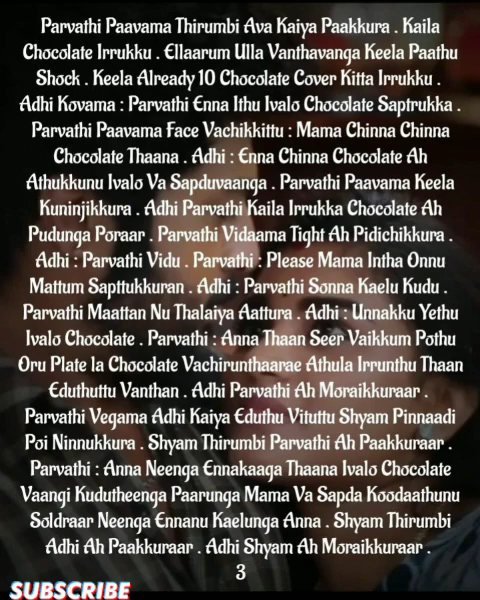 Parvathi Paavama Thirumbi Ava Kaiya Paakkura . Kaila
Chocolate Irrukku . Ellaarum Ulla Vanthavanga Keela Paathu
Shock . Keela Already 10 Chocolate Cover Kitta Irrukku .
Adhi Kovama : Parvathi Enna Ithu Ivalo Chocolate Saptrukka .
Parvathi Paavama Face Vachikkittu : Mama Chinna Chinna
Chocolate Thaana . Adhi : Enna Chinna Chocolate Ah
Athukkunu Ivalo Va Sapduvaanga . Parvathi Paavama Keela
Kuninjikkura . Adhi Parvathi Kaila Irrukka Chocolate Ah
Pudunga Poraar . Parvathi Vidaama Tight Ah Pidichikkura .
Adhi : Parvathi Vidu . Parvathi : Please Mama Intha Onnu
Mattum Sapttukkuran . Adhi : Parvathi Sonna Kaelu Kudu .
Parvathi Maattan Nu Thalaiya Aattura . Adhi : Unnakku Yethu
Ivalo Chocolate . Parvathi : Anna Thaan Seer Vaikkum Pothu
Oru Plate la Chocolate Vachirunthaarae Athula Irrunthu Thaan
Eduthuttu Vanthan . Adhi Parvathi Ah Moraikkuraar .
Parvathi Vegama Adhi Kaiya Eduthu Vituttu Shyam Pinnaadi
Poi Ninnukkura . Shyam Thirumbi Parvathi Ah Paakkuraar .
Parvathi : Anna Neenga Ennakaaga Thaana Ivalo Chocolate
Vaangi Kudutheenga Paarunga Mama Va Sapda Koodaathunu
Soldraar Neenga Ennanu Kaelunga Anna . Shyam Thirumbi
Adhi Ah Paakkuraar . Adhi Shyam Ah Moraikkuraar .
3
SUBSCRIBE